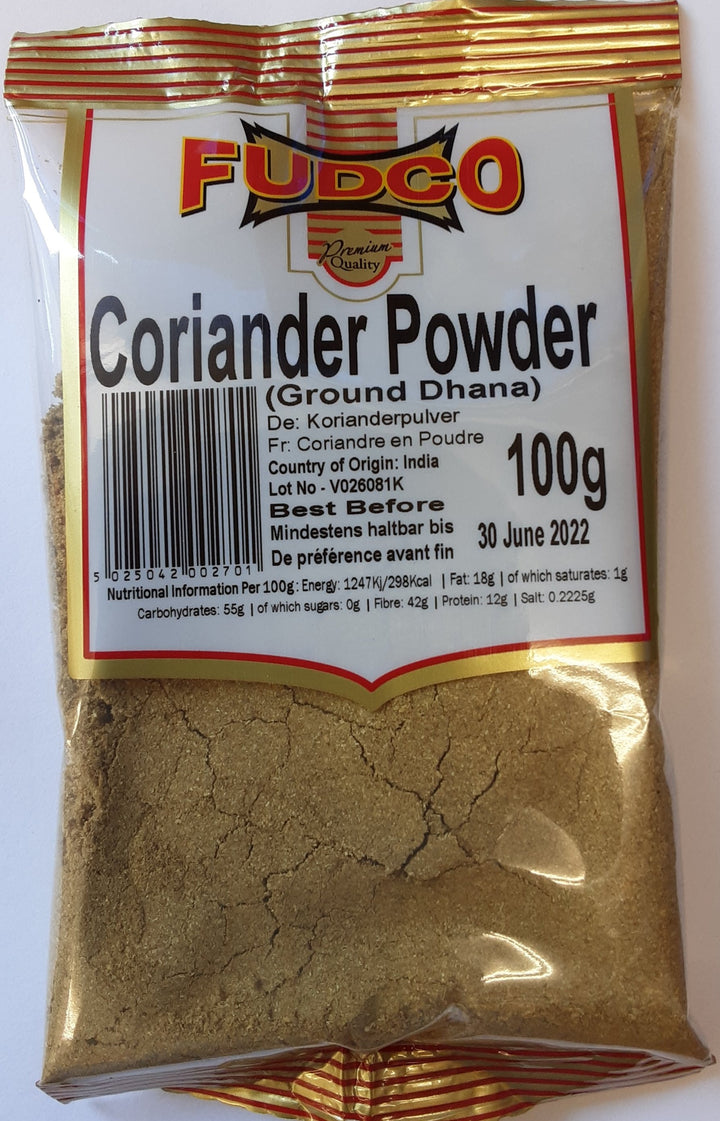 FUDCO
Premium
Quality
Coriander Powder
(Ground Dhana)
De: Korianderpulver
Fr: Coriandre en Poudre
Country of Origin: India
100g
Lot No - V026081K
Best Before
Mindestens haltbar bis
30 June 2022
De préférence avant fin
5 025042 002701
Nutritional Information Per 100g: Energy: 1247Kj/298Kcal | Fat: 18g | of which saturates: 1g
Carbohydrates: 55g | of which sugars: 0g | Fibre: 42g | Protein: 12g | Salt: 0.2225g